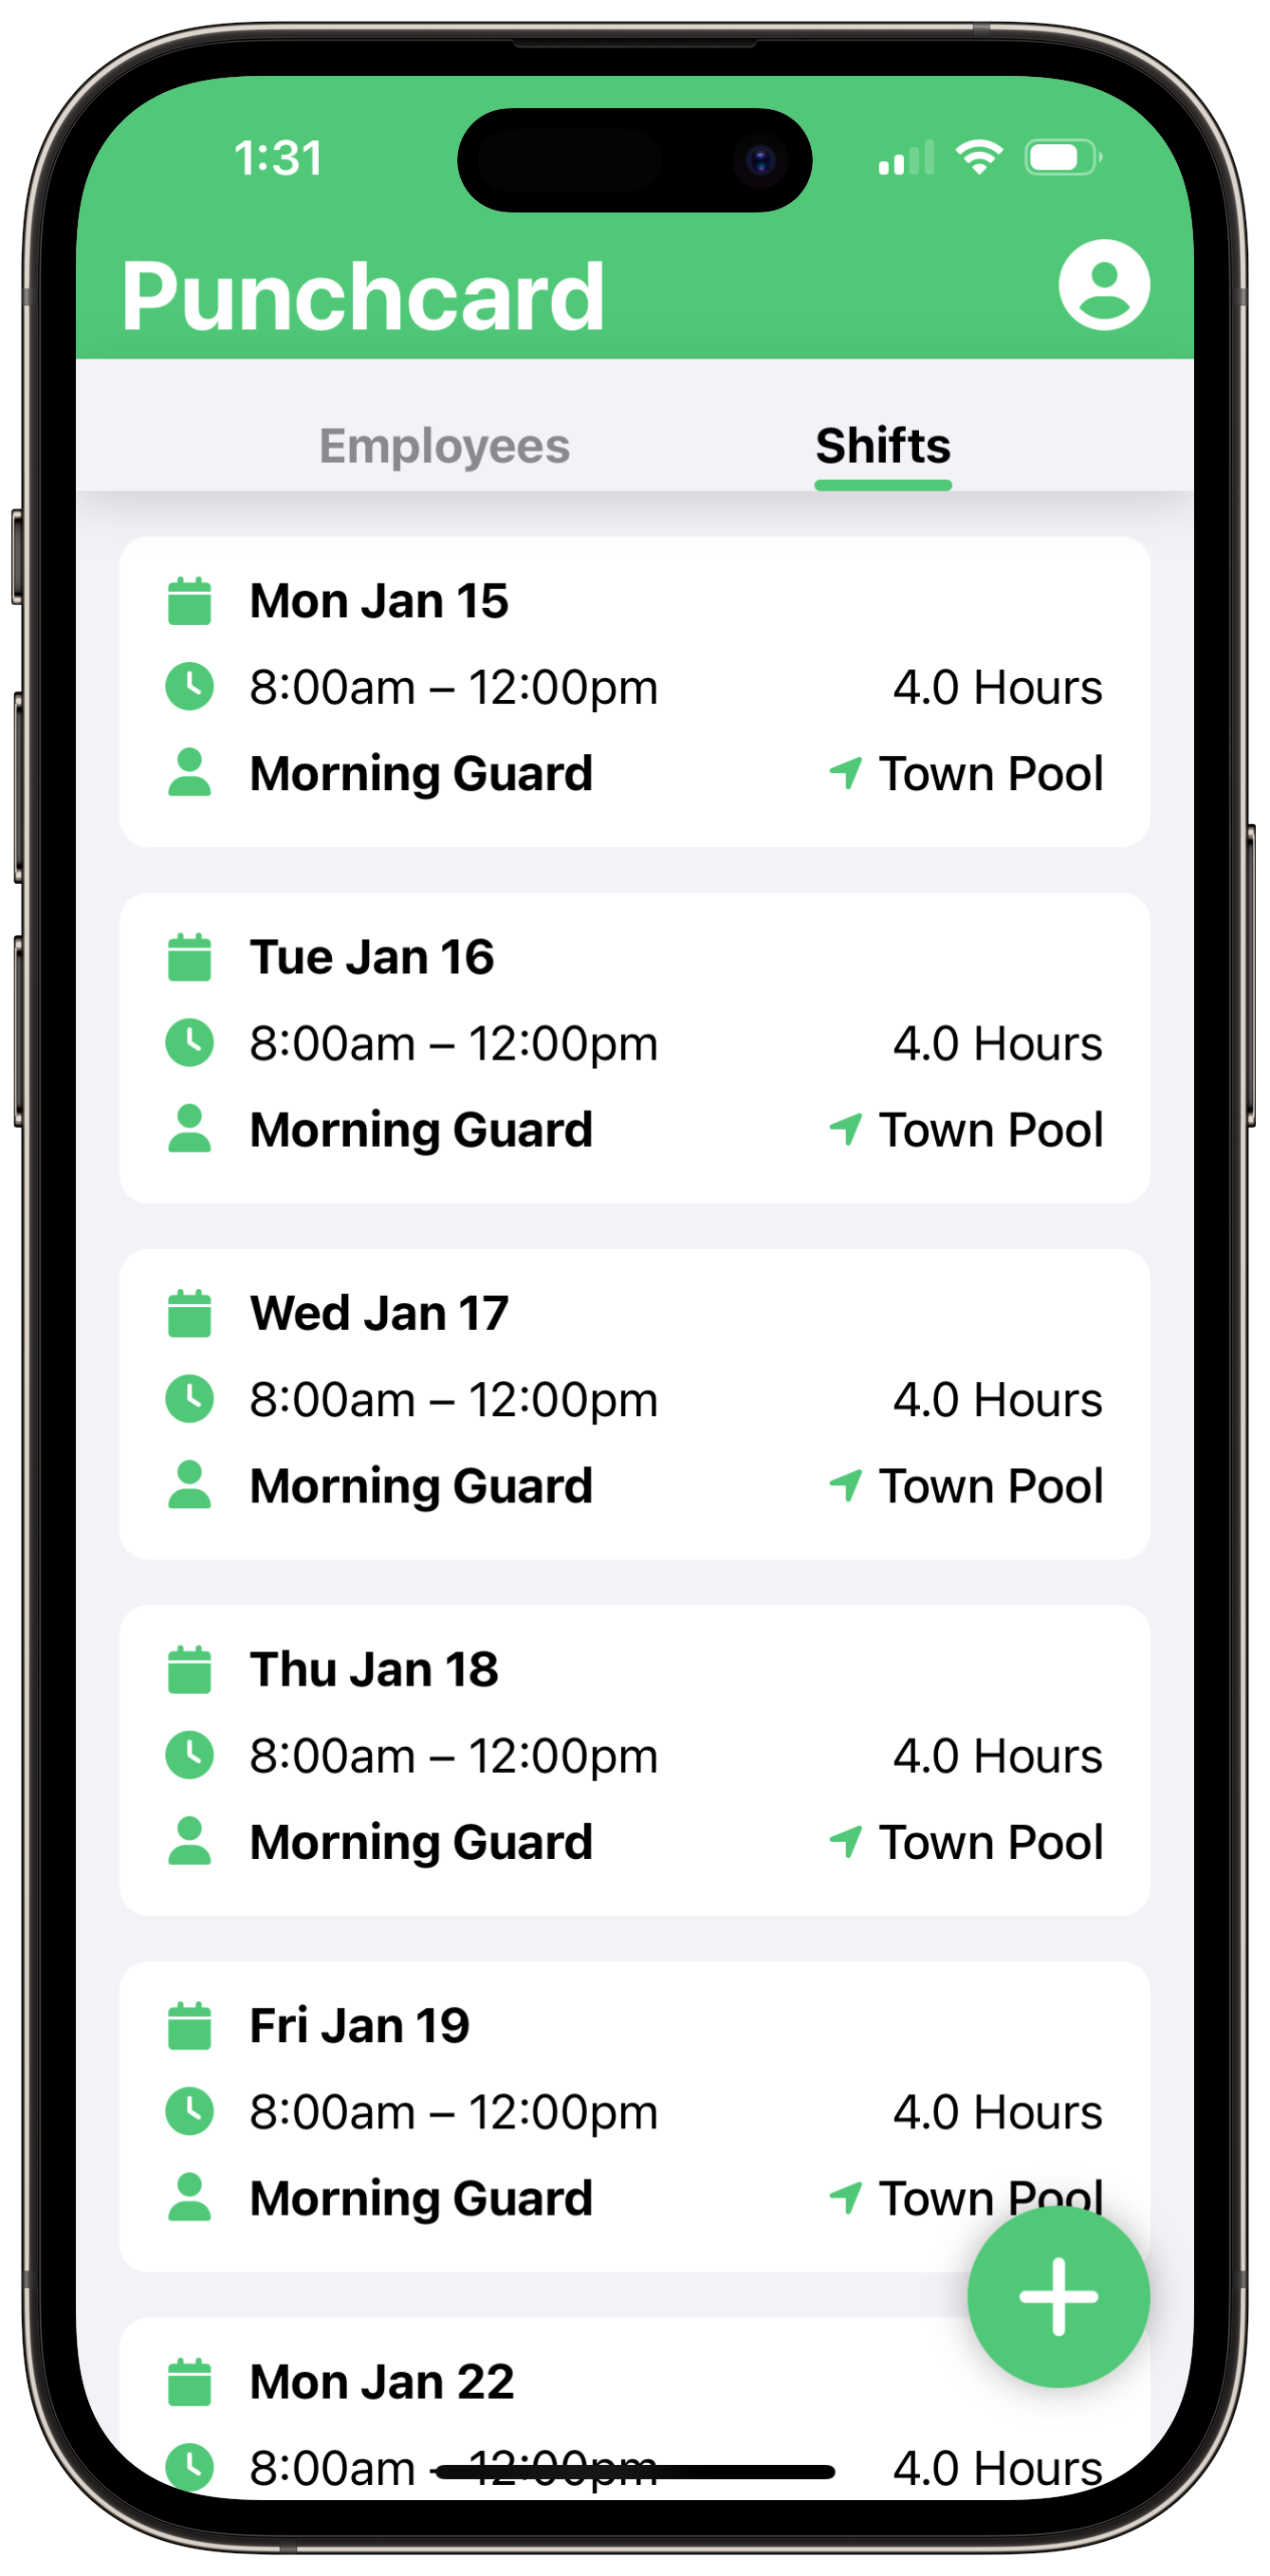 1:31
Punchcard
Employees Shifts
Mon Jan 15
8:00am – 12:00pm 4.0 Hours
Morning Guard Town Pool
Tue Jan 16
8:00am – 12:00pm 4.0 Hours
Morning Guard Town Pool
Wed Jan 17
8:00am – 12:00pm 4.0 Hours
Morning Guard Town Pool
Thu Jan 18
8:00am – 12:00pm 4.0 Hours
Morning Guard Town Pool
Fri Jan 19
8:00am – 12:00pm 4.0 Hours
Morning Guard Town Pool
Mon Jan 22
8:00am – 12:00pm 4.0 Hours